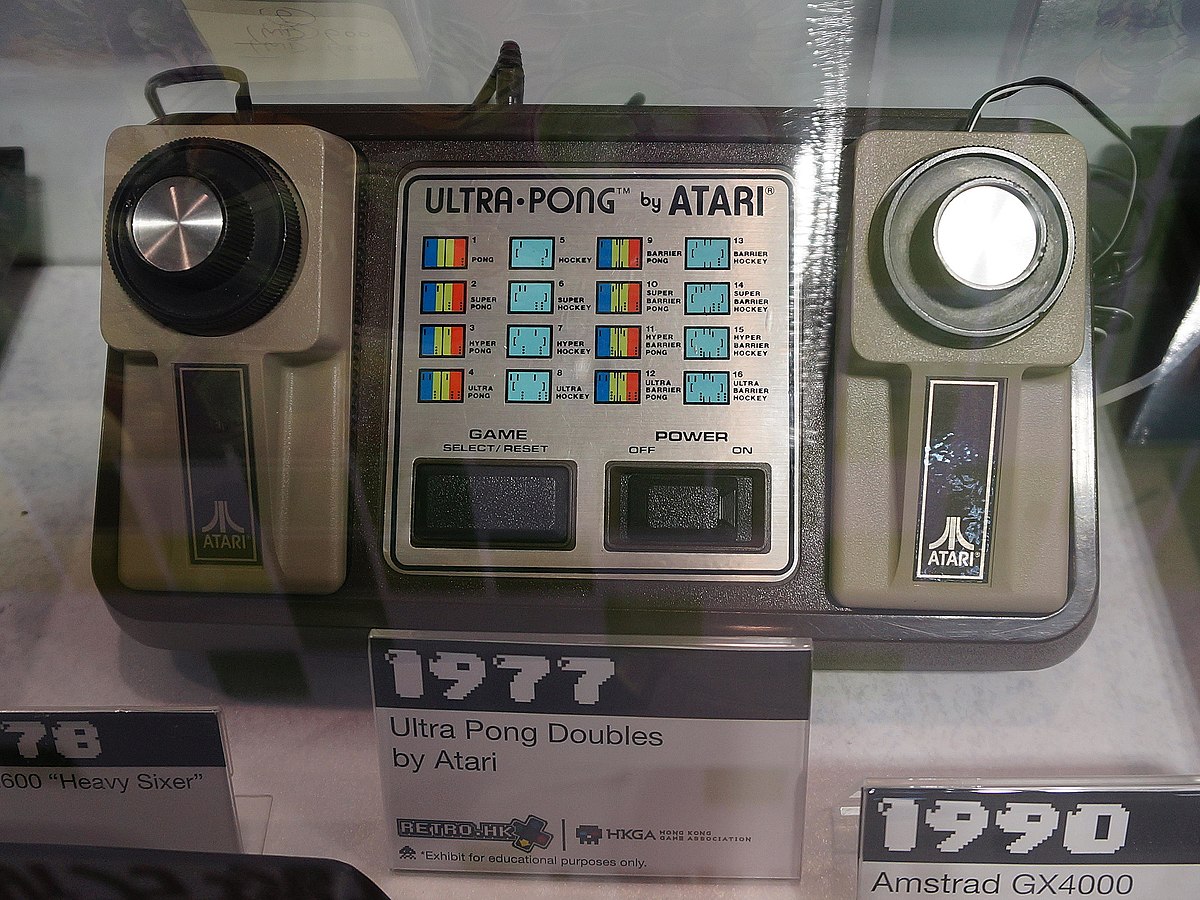 ULTRA•PONG™ by ATARI®
1 PONG
2 SUPER PONG
3 HYPER PONG
4 ULTRA PONG
5 HOCKEY
6 SUPER HOCKEY
7 HYPER HOCKEY
8 ULTRA HOCKEY
9 BARRIER PONG
10 SUPER BARRIER PONG
11 HYPER BARRIER PONG
12 ULTRA BARRIER PONG
13 BARRIER HOCKEY
14 SUPER BARRIER HOCKEY
15 HYPER BARRIER HOCKEY
16 ULTRA BARRIER HOCKEY
GAME
SELECT/RESET
POWER
OFF ON
ATARI®
ATARI®
1977
Ultra Pong Doubles
by Atari
RETRO.HK HKGA HONG KONG GAME ASSOCIATION
*Exhibit for educational purposes only.
78
600 “Heavy Sixer”
1990
Amstrad GX4000